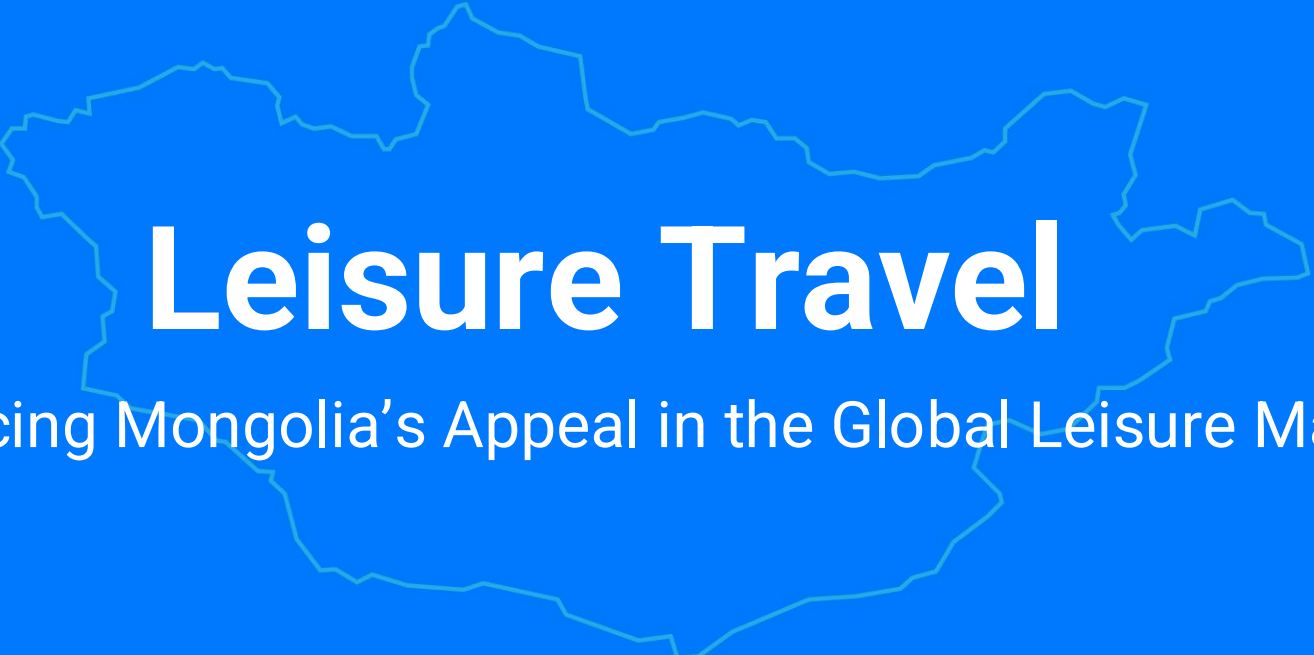 Leisure Travel
cing Mongolia’s Appeal in the Global Leisure Ma